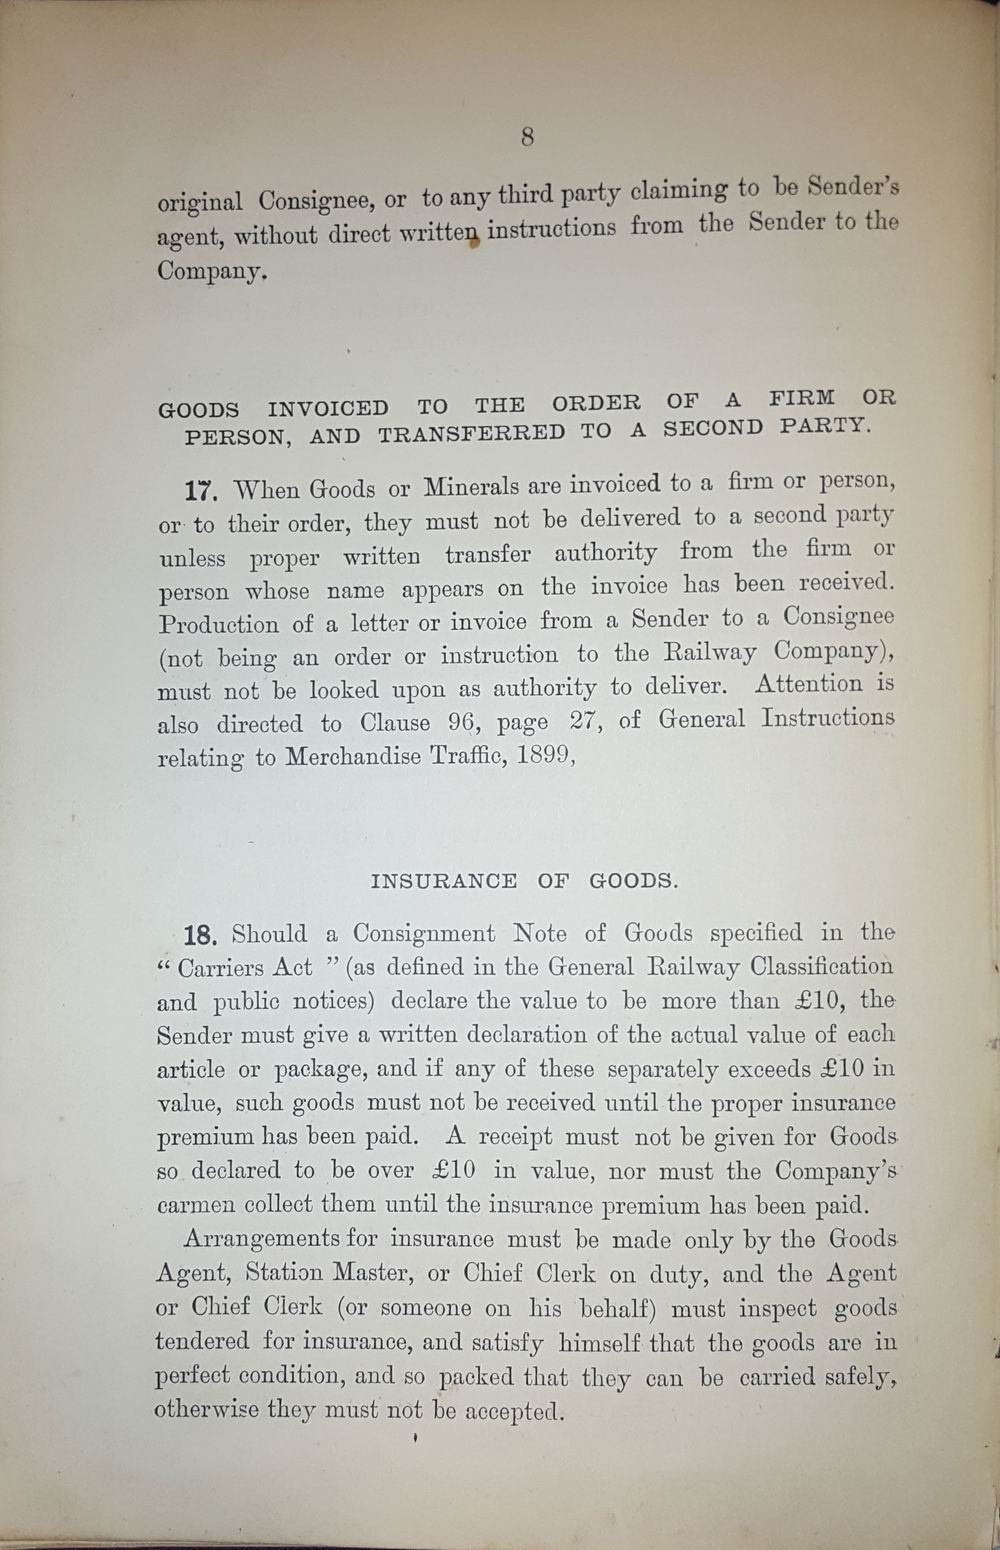 8
original Consignee, or to any third party claiming to be Sender's
agent, without direct written instructions from the Sender to the
Company.
GOODS INVOICED TO THE ORDER OF A FIRM OR
PERSON, AND TRANSFERRED TO A SECOND PARTY.
17. When Goods or Minerals are invoiced to a firm or person,
or to their order, they must not be delivered to a second party
unless proper written transfer authority from the firm or
person whose name appears on the invoice has been received.
Production of a letter or invoice from a Sender to a Consignee
(not being an order or instruction to the Railway Company),
must not be looked upon as authority to deliver. Attention is
also directed to Clause 96, page 27, of General Instructions
relating to Merchandise Traffic, 1899,
INSURANCE OF GOODS.
18. Should a Consignment Note of Goods specified in the
“ Carriers Act ” (as defined in the General Railway Classification
and public notices) declare the value to be more than £10, the
Sender must give a written declaration of the actual value of each
article or package, and if any of these separately exceeds £10 in
value, such goods must not be received until the proper insurance
premium has been paid. A receipt must not be given for Goods
so declared to be over £10 in value, nor must the Company's
carmen collect them until the insurance premium has been paid.
Arrangements for insurance must be made only by the Goods
Agent, Station Master, or Chief Clerk on duty, and the Agent
or Chief Clerk (or someone on his behalf) must inspect goods
tendered for insurance, and satisfy himself that the goods are in
perfect condition, and so packed that they can be carried safely,
otherwise they must not be accepted.